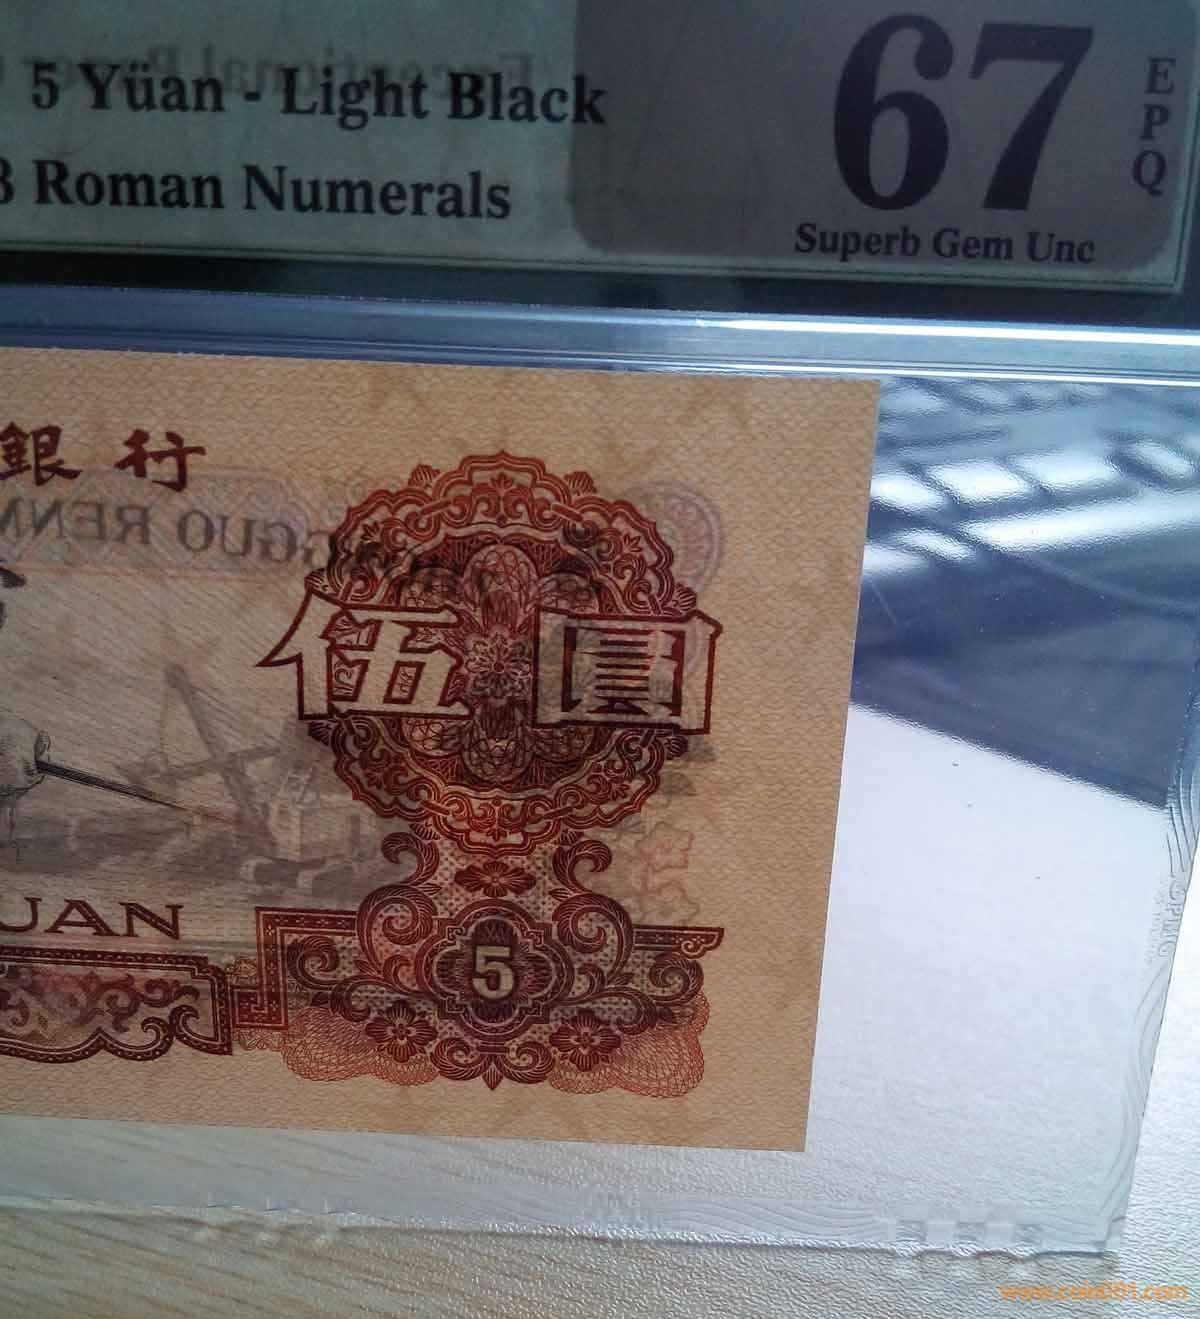 5 Yüan - Light Black
3 Roman Numerals
67
EPQ
Superb Gem Unc
銀行
GUO RENM
伍圓
UAN
5
www.coin001.com